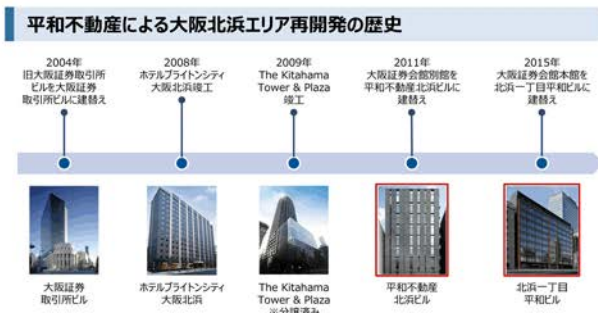 平和不動産による大阪北浜エリア再開発の歴史
2004年
旧大阪証券取引所
ビルを大阪証券
取引所ビルに建替え
2008年
ホテルブライトンシティ
大阪北浜竣工
2009年
The Kitahama
Tower & Plaza
竣工
2011年
大阪証券会館別館を
平和不動産北浜ビルに
建替え
2015年
大阪証券会館本館を
北浜一丁目平和ビルに
建替え
大阪証券
取引所ビル
ホテルブライトンシティ
大阪北浜
The Kitahama
Tower & Plaza
※分譲済み
平和不動産
北浜ビル
北浜一丁目
平和ビル